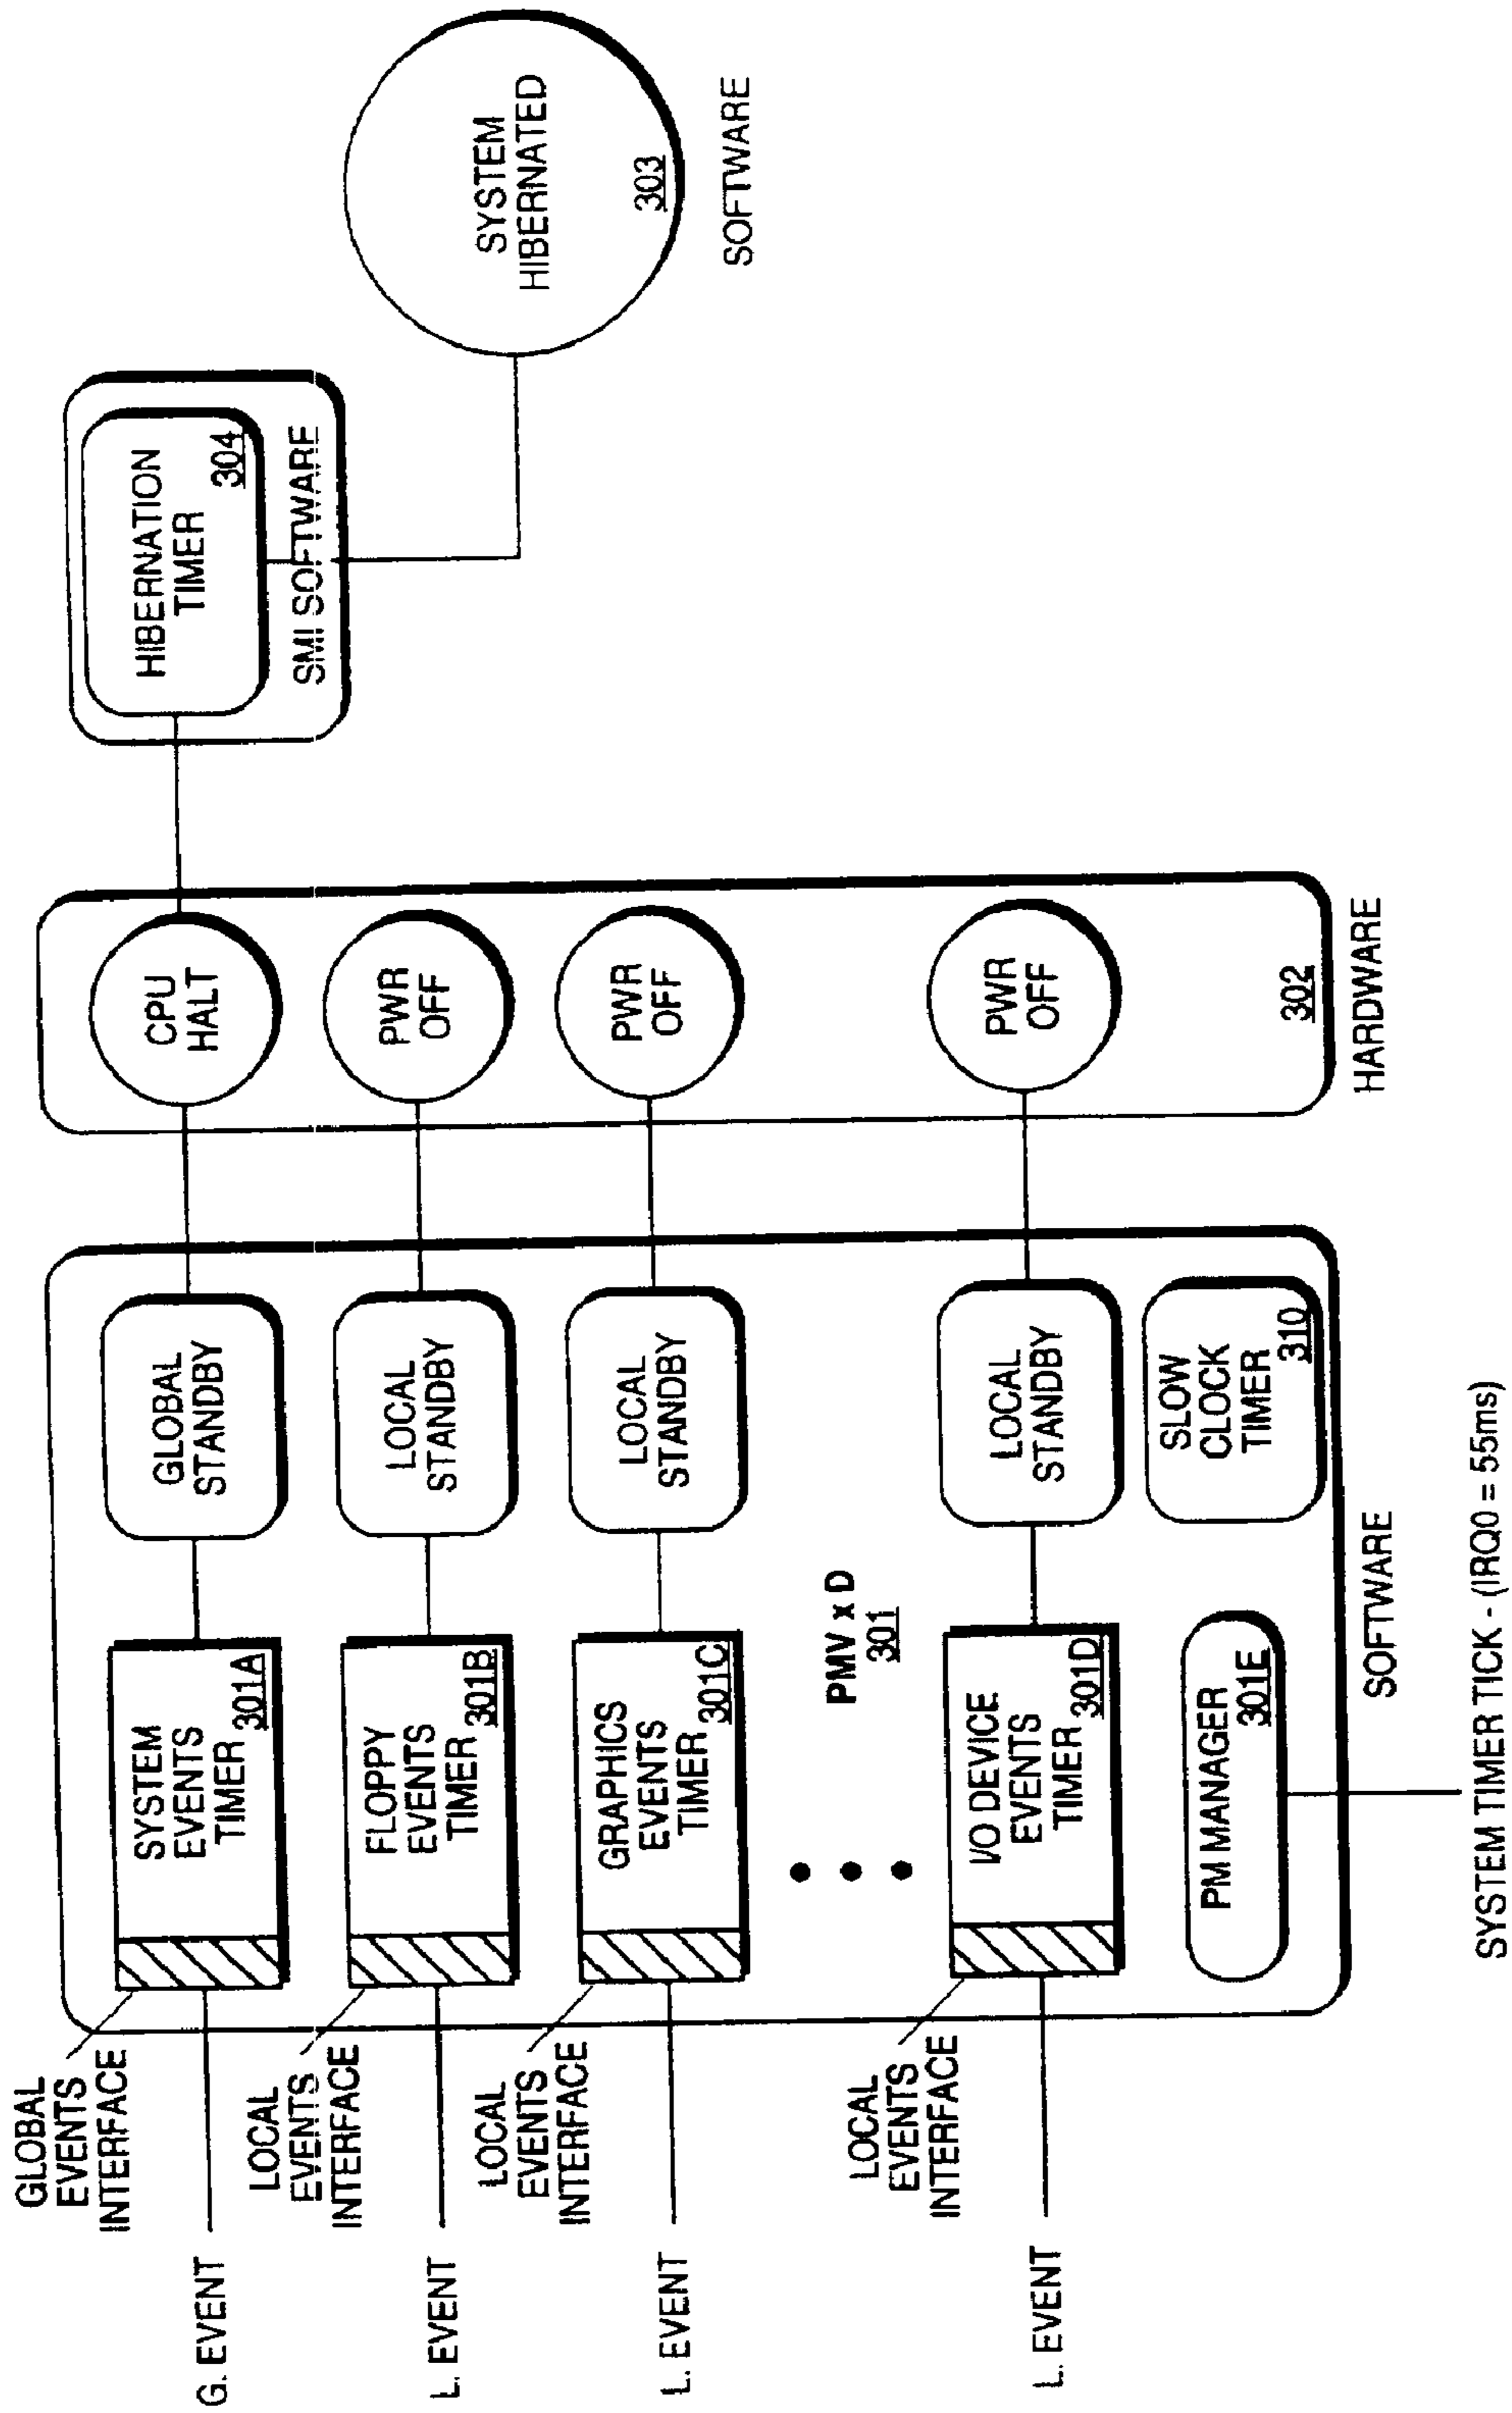 GLOBAL
EVENTS
INTERFACE
G. EVENT
SYSTEM
EVENTS
TIMER
301A
GLOBAL
STANDBY
CPU
HALT
HIBERNATION
TIMER
304
SMI SOFTWARE
SYSTEM
HIBERNATED
303
SOFTWARE
LOCAL
EVENTS
INTERFACE
L. EVENT
FLOPPY
EVENTS
TIMER
301B
LOCAL
STANDBY
PWR
OFF
LOCAL
EVENTS
INTERFACE
L. EVENT
GRAPHICS
EVENTS
TIMER
301C
LOCAL
STANDBY
PWR
OFF
PMV x D
301
LOCAL
EVENTS
INTERFACE
L. EVENT
I/O DEVICE
EVENTS
TIMER
301D
LOCAL
STANDBY
PWR
OFF
PM MANAGER
301E
SLOW
CLOCK
TIMER
310
302
SOFTWARE
HARDWARE
SYSTEM TIMER TICK - (IRQ0 = 55ms)